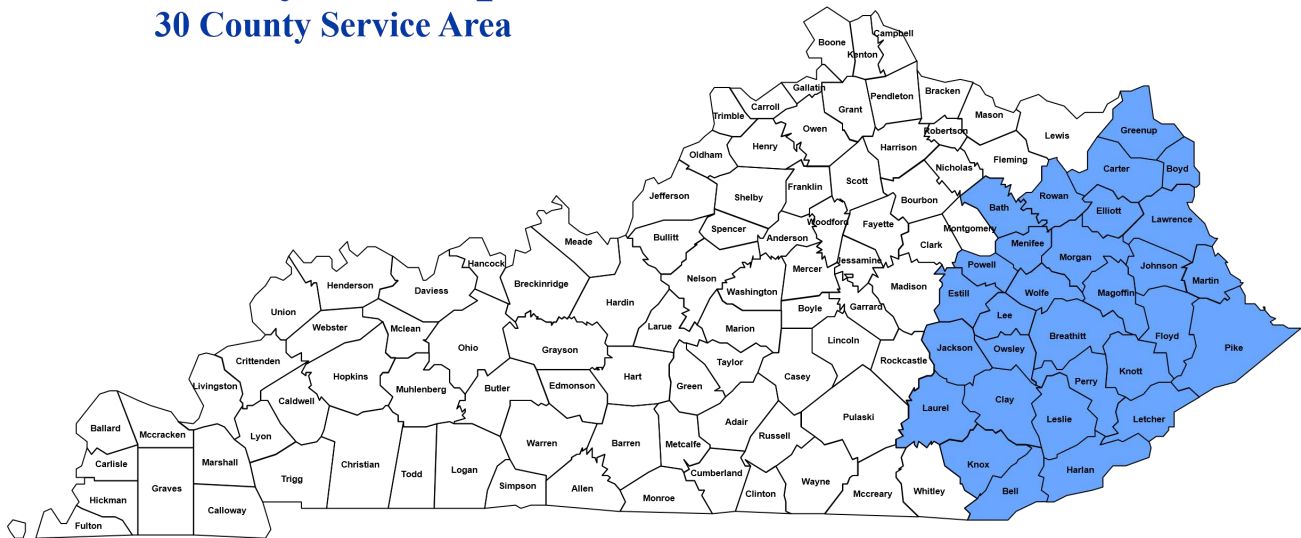 30 County Service Area
Boone
Kenton
Campbell
Gallatin
Carroll
Trimble
Grant
Pendleton
Bracken
Mason
Lewis
Greenup
Owen
Robertson
Henry
Harrison
Oldham
Fleming
Nicholas
Carter
Boyd
Jefferson
Shelby
Franklin
Scott
Bourbon
Bath
Rowan
Elliott
Lawrence
Spencer
Woodford
Fayette
Montgomery
Bullitt
Anderson
Clark
Menifee
Morgan
Meade
Jessamine
Hancock
Nelson
Mercer
Powell
Johnson
Martin
Henderson
Daviess
Breckinridge
Washington
Madison
Estill
Wolfe
Magoffin
Hardin
Union
Boyle
Garrard
Lee
Webster
Mclean
Larue
Marion
Breathitt
Floyd
Lincoln
Ohio
Grayson
Jackson
Owsley
Pike
Crittenden
Taylor
Rockcastle
Knott
Hopkins
Hart
Casey
Perry
Livingston
Muhlenberg
Butler
Edmonson
Green
Caldwell
Clay
Laurel
Pulaski
Leslie
Letcher
Adair
Ballard
Mccracken
Lyon
Russell
Warren
Barren
Metcalfe
Carlisle
Marshall
Christian
Knox
Harlan
Trigg
Todd
Logan
Cumberland
Wayne
Simpson
Allen
Graves
Hickman
Monroe
Clinton
Mccreary
Whitley
Bell
Calloway
Fulton